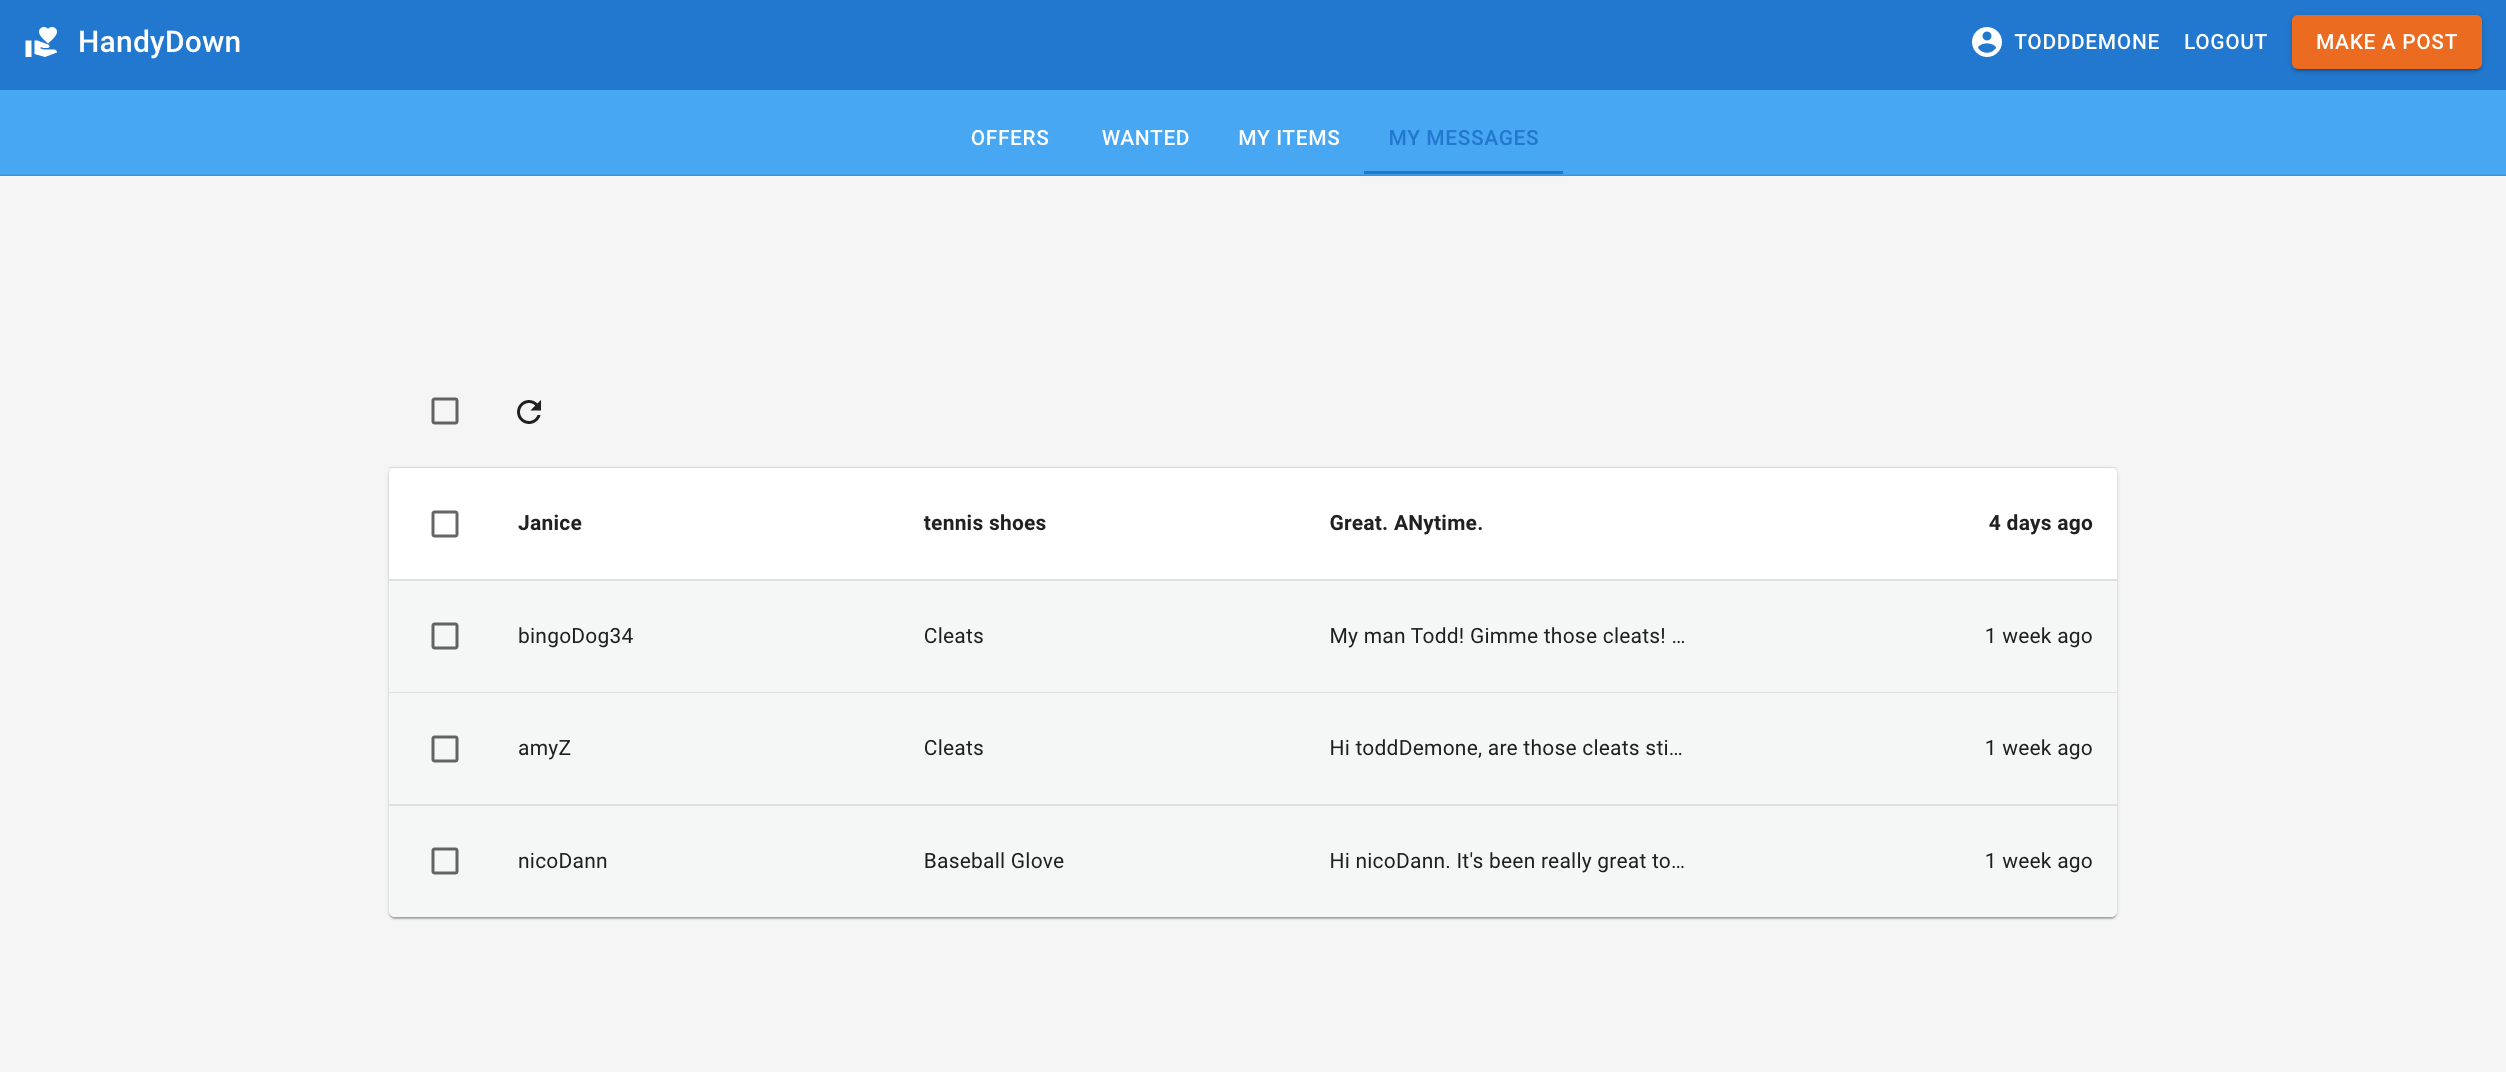 HandyDown
TODDDEMONE LOGOUT MAKE A POST
OFFERS WANTED MY ITEMS MY MESSAGES
Janice tennis shoes Great. ANytime. 4 days ago
bingoDog34 Cleats My man Todd! Gimme those cleats! ... 1 week ago
amyZ Cleats Hi toddDemone, are those cleats sti... 1 week ago
nicoDann Baseball Glove Hi nicoDann. It's been really great to... 1 week ago